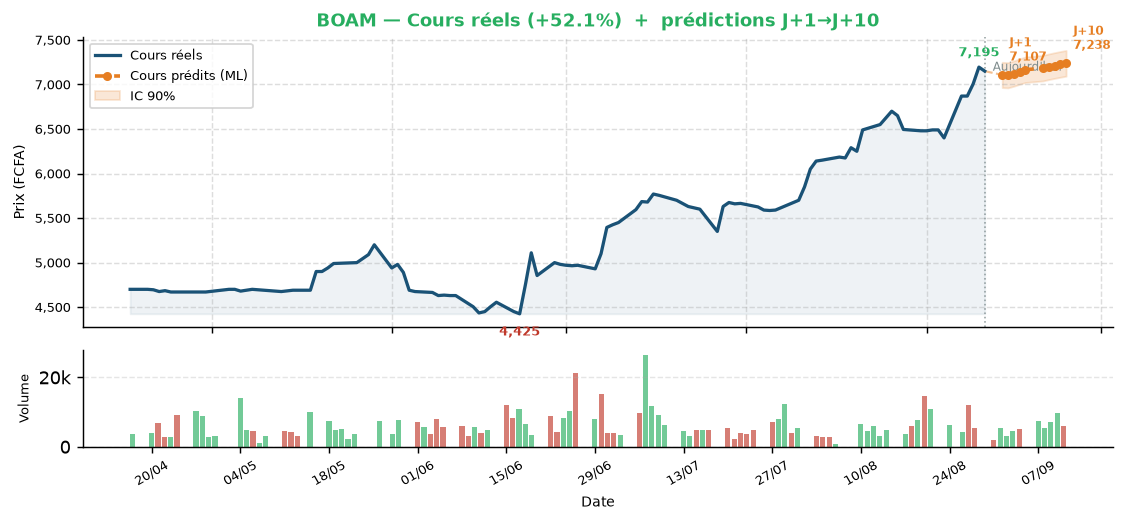 BOAM — Cours réels (+52.1%)  +  prédictions J+1→J+10
Prix (FCFA)
7,500
7,000
6,500
6,000
5,500
5,000
4,500
Cours réels
Cours prédits (ML)
IC 90%
7,195
J+1
7,107
J+10
7,238
4,425
Volume
20k
0
20/04
04/05
18/05
01/06
15/06
29/06
13/07
27/07
10/08
24/08
07/09
Date